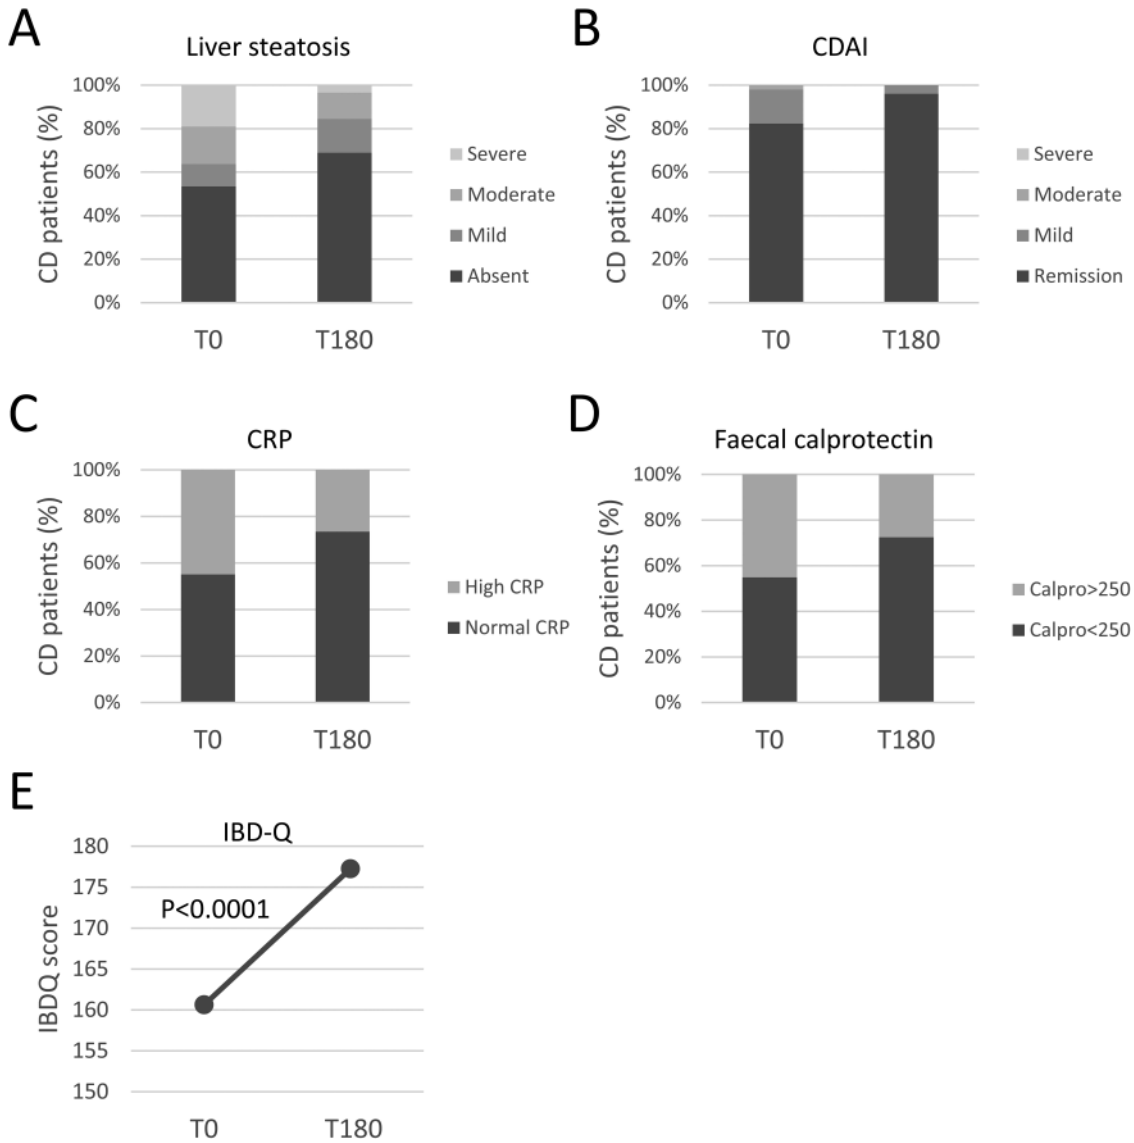 A
Liver steatosis
CD patients (%)
100%
80%
60%
40%
20%
0%
T0
T180
Severe
Moderate
Mild
Absent
B
CDAI
CD patients (%)
100%
80%
60%
40%
20%
0%
T0
T180
Severe
Moderate
Mild
Remission
C
CRP
CD patients (%)
100%
80%
60%
40%
20%
0%
T0
T180
High CRP
Normal CRP
D
Faecal calprotectin
CD patients (%)
100%
80%
60%
40%
20%
0%
T0
T180
Calpro>250
Calpro<250
E
IBD-Q
IBDQ score
180
175
170
165
160
155
150
P<0.0001
T0
T180